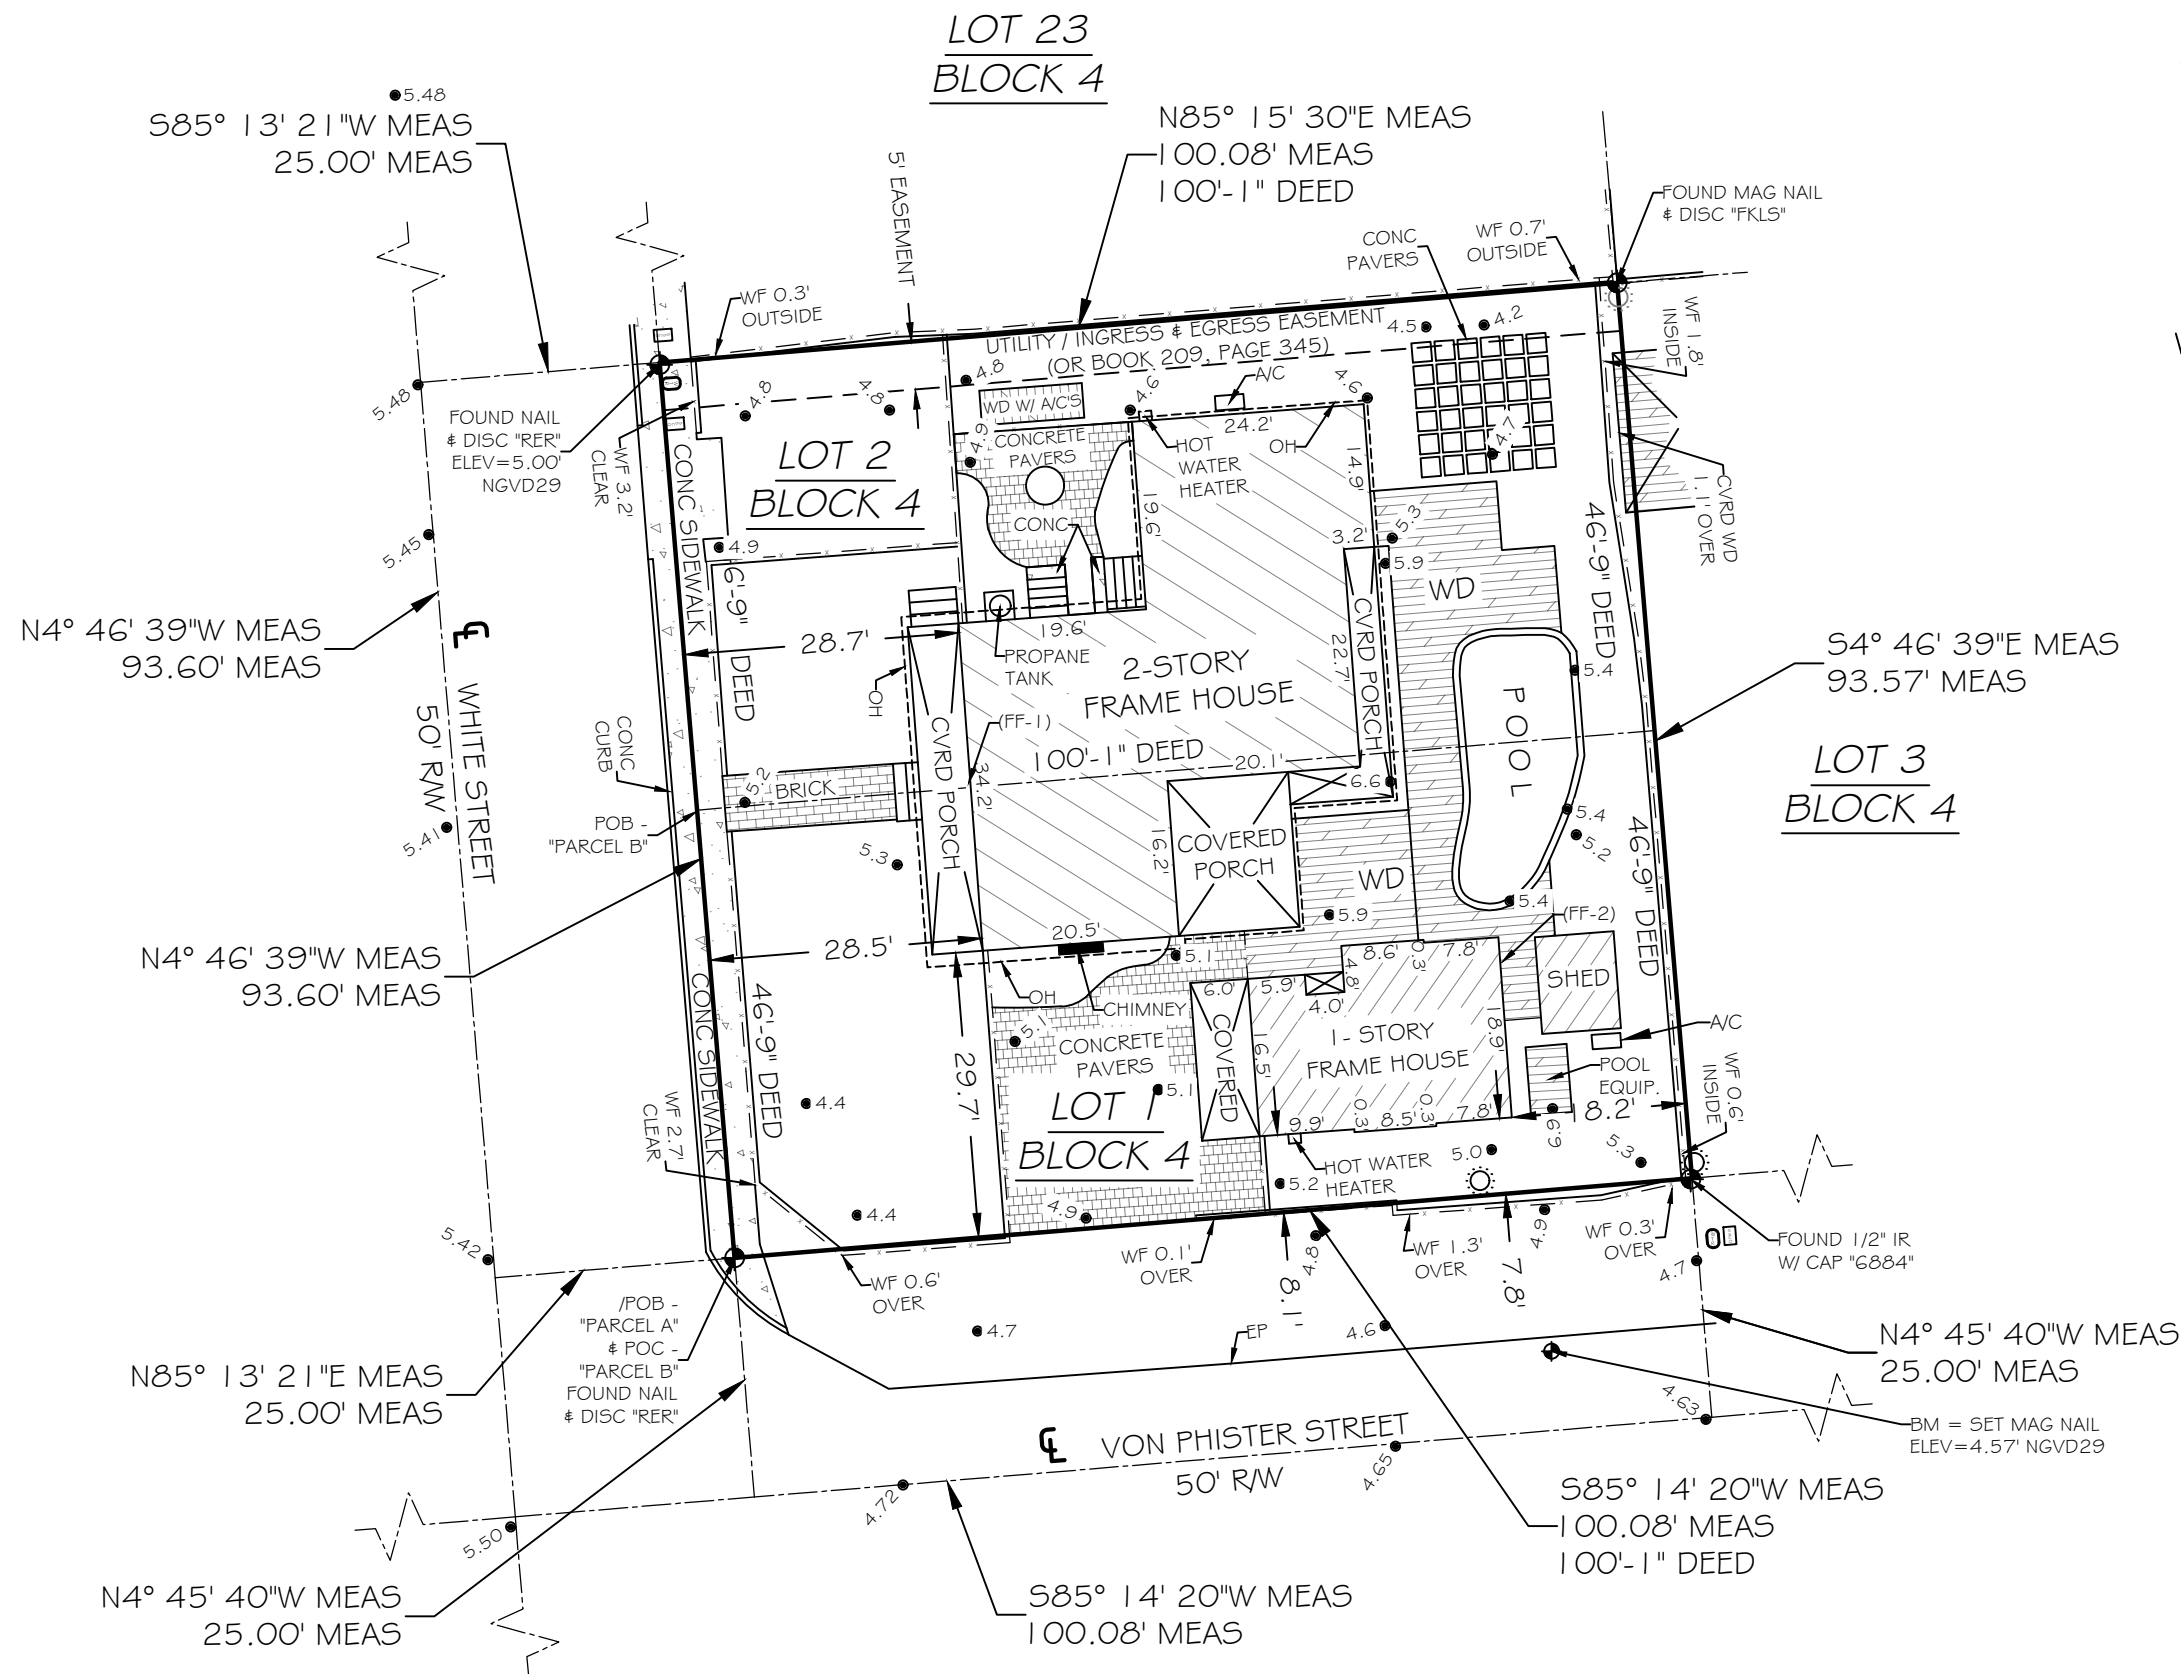 LOT 23
BLOCK 4
5.48
S85° 13' 21"W MEAS
25.00' MEAS
N85° 15' 30"E MEAS
100.08' MEAS
100'-1" DEED
5' EASEMENT
FOUND MAG NAIL
& DISC "FKLS"
WF 0.7'
OUTSIDE
CONC
PAVERS
WF 0.3'
OUTSIDE
UTILITY / INGRESS & EGRESS EASEMENT
(OR BOOK 209, PAGE 345)
4.5
4.2
WF 1.8'
INSIDE
5.48
4.8
4.8
4.8
WD W/ A/C'S
4.6
A/C
4.6
FOUND NAIL
& DISC "RER"
ELEV=5.00'
NGVD29
WF 3.2'
CLEAR
CONC SIDEWALK
LOT 2
BLOCK 4
4.9
CONCRETE
PAVERS
24.2'
OH
HOT
WATER
HEATER
14.9'
4.7
CVRD WD
1.1' OVER
5.45
4.9
CONC
19.6'
3.2'
5.3
5.9
WD
46'-9" DEED
46'-9" DEED
N4° 46' 39"W MEAS
93.60' MEAS
28.7'
19.6'
PROPANE
TANK
2-STORY
FRAME HOUSE
22.7'
CVRD PORCH
5.4
POOL
S4° 46' 39"E MEAS
93.57' MEAS
WHITE STREET
50' R/W
OH
CVRD PORCH
(FF-1)
100'-1" DEED
20.1'
6.6
LOT 3
BLOCK 4
CONC
CURB
5.2
BRICK
34.2'
POB -
"PARCEL B"
5.41
5.3
16.2'
COVERED
PORCH
WD
5.4
5.2
46'-9" DEED
5.4
(FF-2)
28.5'
20.5'
5.1
5.9
8.6'
0.3'
7.8'
N4° 46' 39"W MEAS
93.60' MEAS
CONC SIDEWALK
46'-9" DEED
OH
CHIMNEY
6.0'
5.9'
4.8'
4.0'
SHED
5.1
CONCRETE
PAVERS
29.7'
COVERED
16.5'
1- STORY
FRAME HOUSE
18.9'
A/C
POOL
EQUIP.
WF 0.6'
INSIDE
WF 2.7'
CLEAR
4.4
LOT 1
BLOCK 4
5.1
9.9'
0.3'
8.5'
0.3'
7.8'
18.2'
6.9
5.3
4.4
4.9
HOT WATER
HEATER
5.2
5.0
5.42
WF 0.6'
OVER
WF 0.1'
OVER
8.1'
4.8
WF 1.3'
OVER
7.8'
4.9
WF 0.3'
OVER
4.7
FOUND 1/2" IR
W/ CAP "6884"
/POB -
"PARCEL A"
& POC -
"PARCEL B"
FOUND NAIL
& DISC "RER"
4.7
EP
4.6
N85° 13' 21"E MEAS
25.00' MEAS
N4° 45' 40"W MEAS
25.00' MEAS
4.63
BM = SET MAG NAIL
ELEV=4.57' NGVD29
VON PHISTER STREET
50' R/W
4.72
4.65
5.50
S85° 14' 20"W MEAS
100.08' MEAS
100'-1" DEED
N4° 45' 40"W MEAS
25.00' MEAS
S85° 14' 20"W MEAS
100.08' MEAS